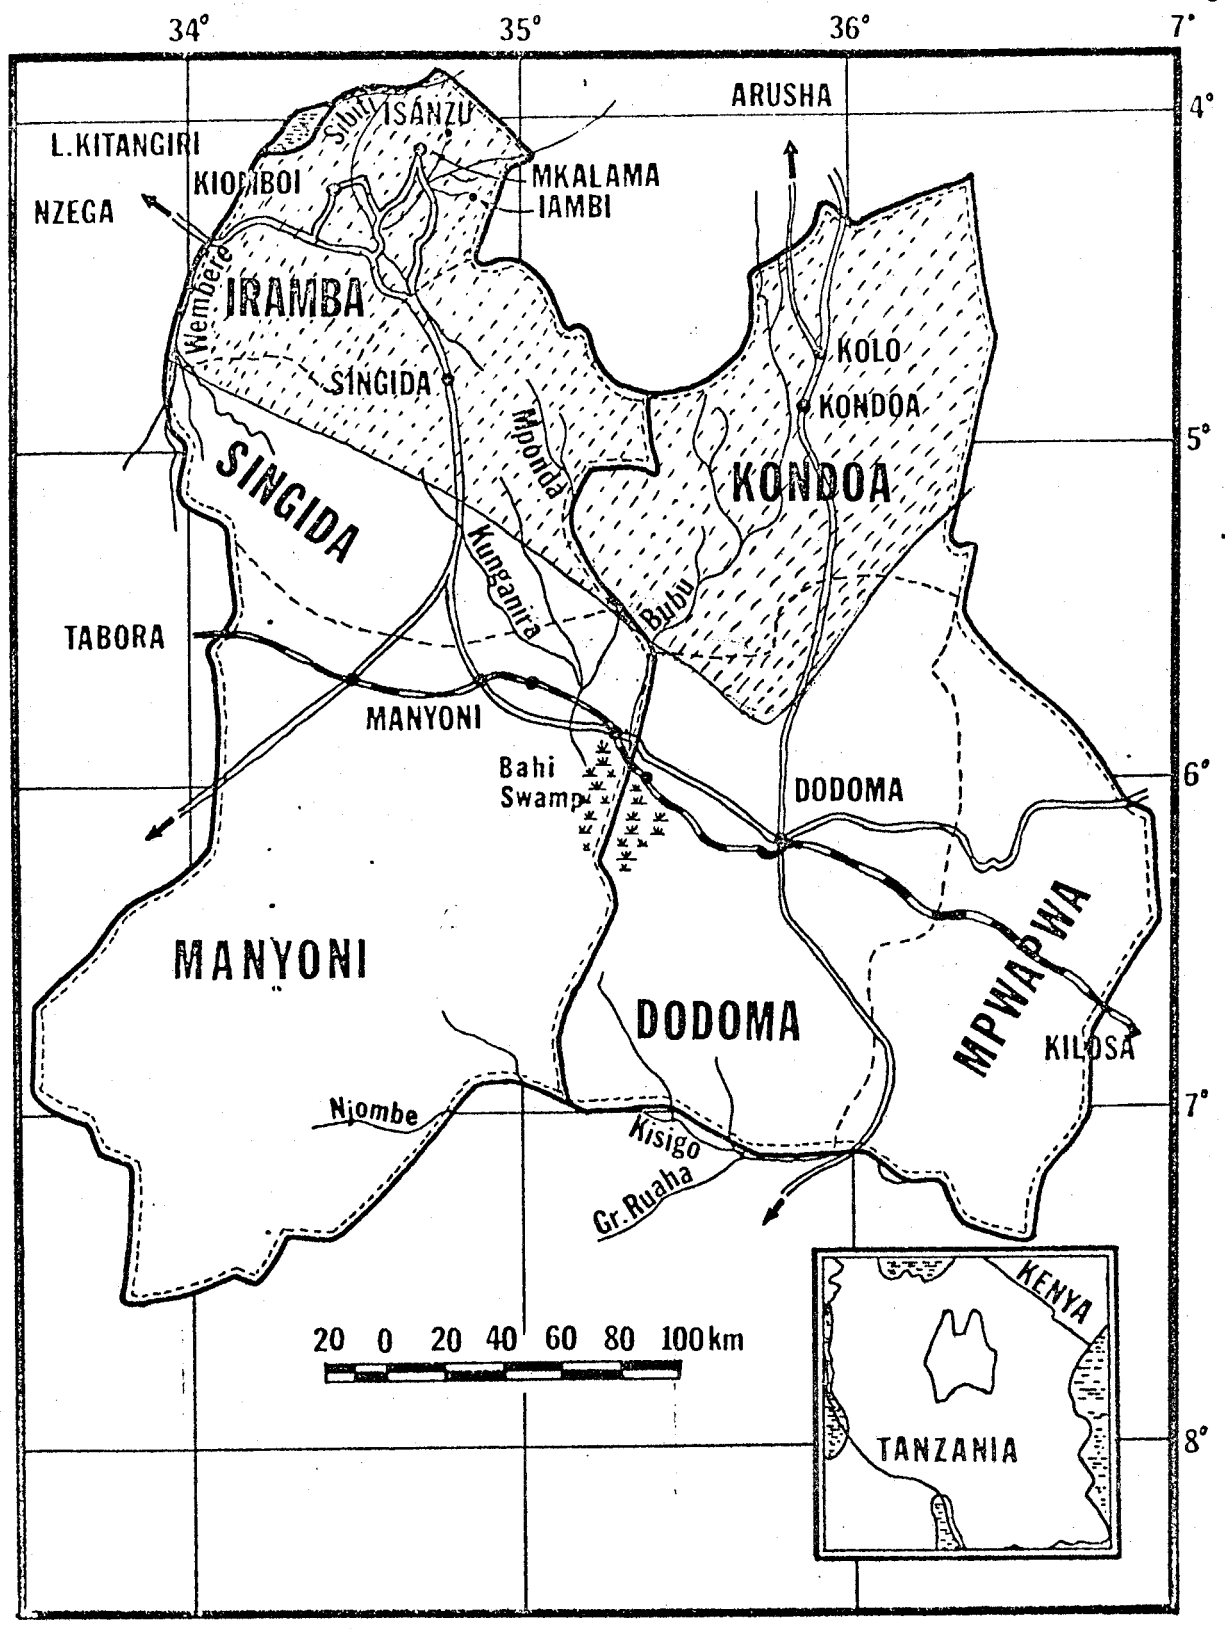 34° 35° 36° 7°
ARUSHA
4°
Sibiti
ISANZU
L.KITANGIRI
KIOMBOI
MKALAMA
NZEGA
IAMBI
Wembere
IRAMBA
KOLO
SINGIDA
KONDOA
Mponda
5°
SINGIDA
KONDOA
Kunganira
Bubu
TABORA
MANYONI
Bahi
Swamp
6°
DODOMA
MPWAPWA
MANYONI
DODOMA
KILOSA
Njombe
7°
Kisigo
Gr.Ruaha
KENYA
20 0 20 40 60 80 100km
TANZANIA
8°